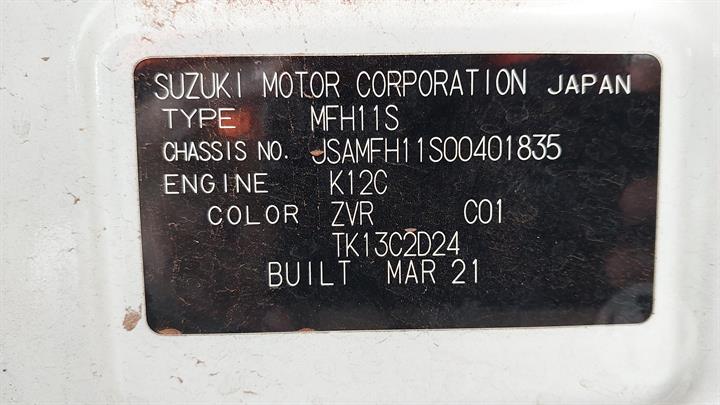 SUZUKI MOTOR CORPORATION JAPAN
TYPE MFH11S
CHASSIS NO. JSAMFH11S00401835
ENGINE K12C
COLOR ZVR C01
TK13C2D24
BUILT MAR 21